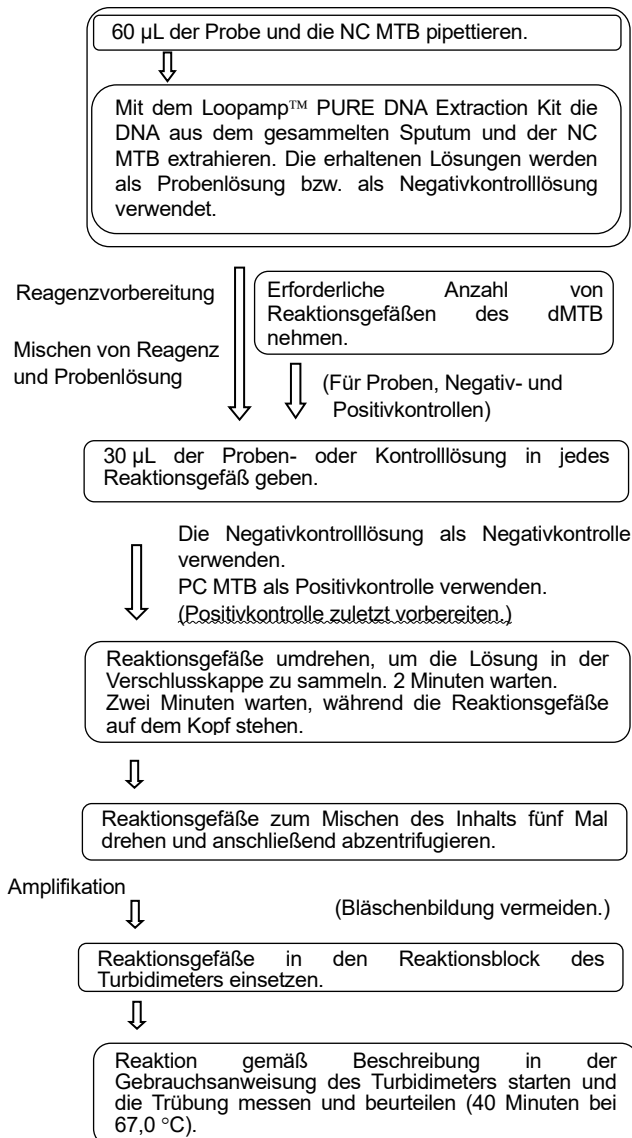 60 µL der Probe und die NC MTB pipettieren.
Mit dem Loopamp™ PURE DNA Extraction Kit die
DNA aus dem gesammelten Sputum und der NC
MTB extrahieren. Die erhaltenen Lösungen werden
als Probenlösung bzw. als Negativkontrolllösung
verwendet.
Reagenzvorbereitung
Mischen von Reagenz
und Probenlösung
Erforderliche Anzahl von
Reaktionsgefäßen des dMTB
nehmen.
(Für Proben, Negativ- und
Positivkontrollen)
30 µL der Proben- oder Kontrolllösung in jedes
Reaktionsgefäß geben.
Die Negativkontrolllösung als Negativkontrolle
verwenden.
PC MTB als Positivkontrolle verwenden.
(Positivkontrolle zuletzt vorbereiten.)
Reaktionsgefäße umdrehen, um die Lösung in der
Verschlusskappe zu sammeln. 2 Minuten warten.
Zwei Minuten warten, während die Reaktionsgefäße
auf dem Kopf stehen.
Reaktionsgefäße zum Mischen des Inhalts fünf Mal
drehen und anschließend abzentrifugieren.
Amplifikation
(Bläschenbildung vermeiden.)
Reaktionsgefäße in den Reaktionsblock des
Turbidimeters einsetzen.
Reaktion gemäß Beschreibung in der
Gebrauchsanweisung des Turbidimeters starten und
die Trübung messen und beurteilen (40 Minuten bei
67,0 °C).